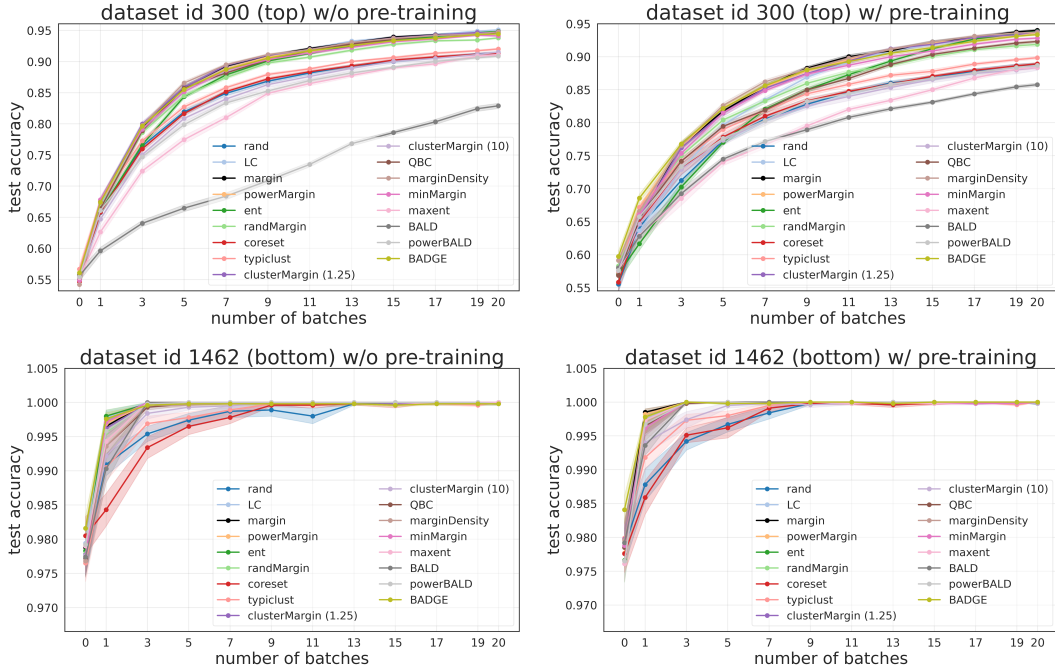 dataset id 300 (top) w/o pre-training
test accuracy
0.95
0.90
0.85
0.80
0.75
0.70
0.65
0.60
0.55
rand
LC
margin
powerMargin
ent
randMargin
coreset
typiclust
clusterMargin (1.25)
clusterMargin (10)
QBC
marginDensity
minMargin
maxent
BALD
powerBALD
BADGE
0 1 3 5 7 9 11 13 15 17 19 20
number of batches
dataset id 300 (top) w/ pre-training
test accuracy
0.95
0.90
0.85
0.80
0.75
0.70
0.65
0.60
0.55
rand
LC
margin
powerMargin
ent
randMargin
coreset
typiclust
clusterMargin (1.25)
clusterMargin (10)
QBC
marginDensity
minMargin
maxent
BALD
powerBALD
BADGE
0 1 3 5 7 9 11 13 15 17 19 20
number of batches
dataset id 1462 (bottom) w/o pre-training
test accuracy
1.005
1.000
0.995
0.990
0.985
0.980
0.975
0.970
rand
LC
margin
powerMargin
ent
randMargin
coreset
typiclust
clusterMargin (1.25)
clusterMargin (10)
QBC
marginDensity
minMargin
maxent
BALD
powerBALD
BADGE
0 1 3 5 7 9 11 13 15 17 19 20
number of batches
dataset id 1462 (bottom) w/ pre-training
test accuracy
1.005
1.000
0.995
0.990
0.985
0.980
0.975
0.970
rand
LC
margin
powerMargin
ent
randMargin
coreset
typiclust
clusterMargin (1.25)
clusterMargin (10)
QBC
marginDensity
minMargin
maxent
BALD
powerBALD
BADGE
0 1 3 5 7 9 11 13 15 17 19 20
number of batches